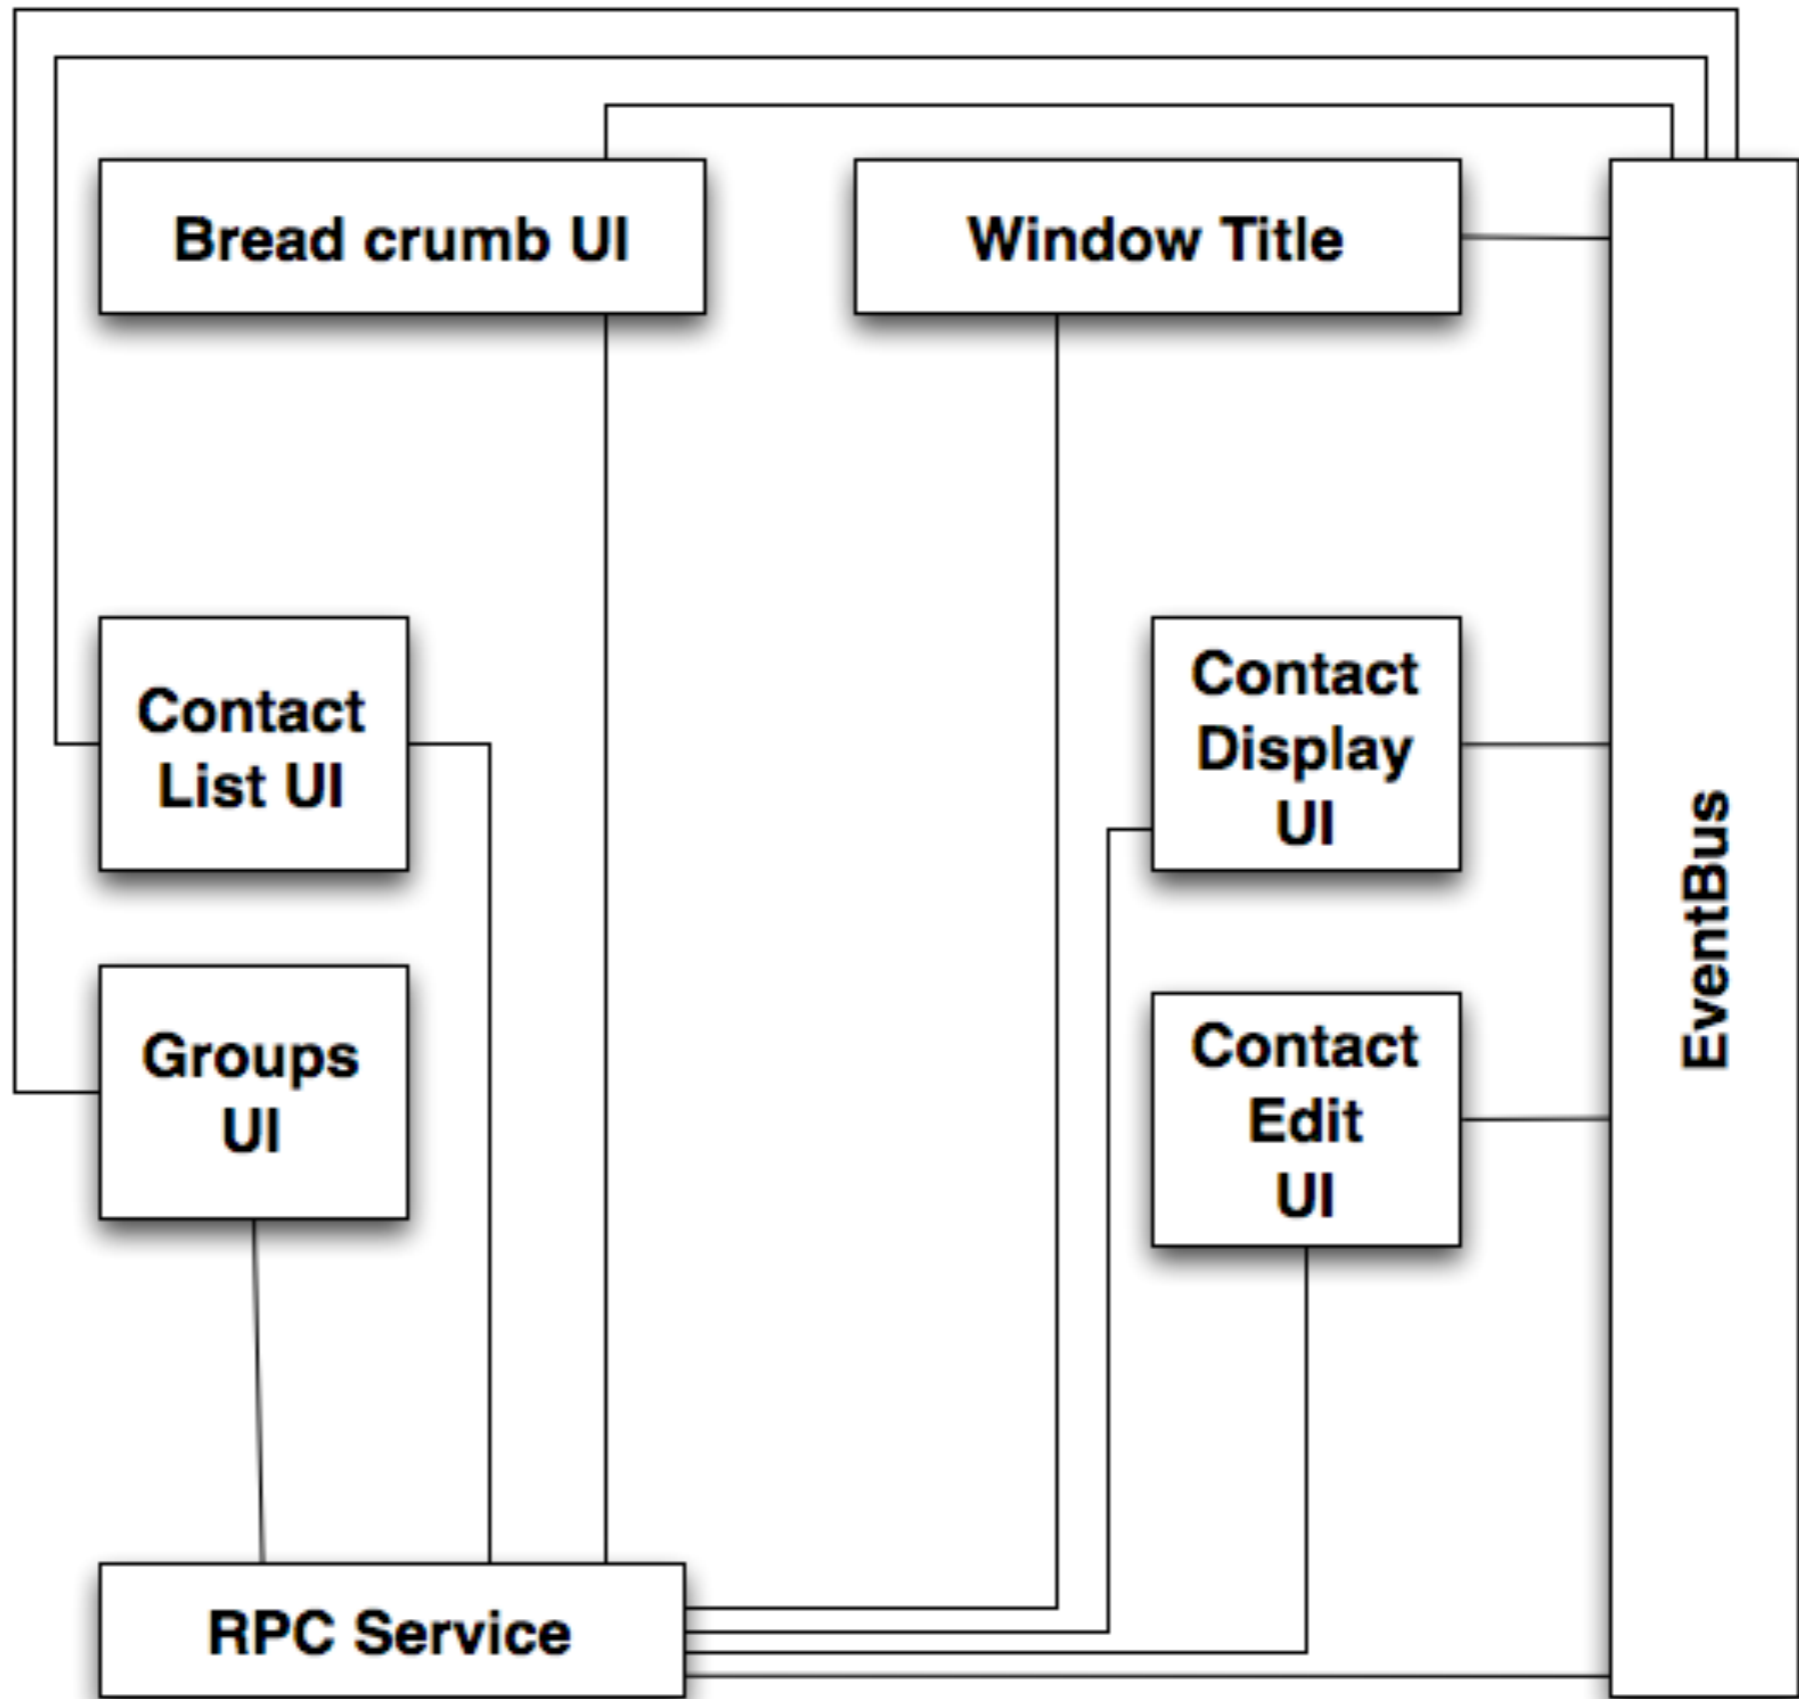 Bread crumb UI
Window Title
Contact
List UI
Contact
Display
UI
EventBus
Groups
UI
Contact
Edit
UI
RPC Service